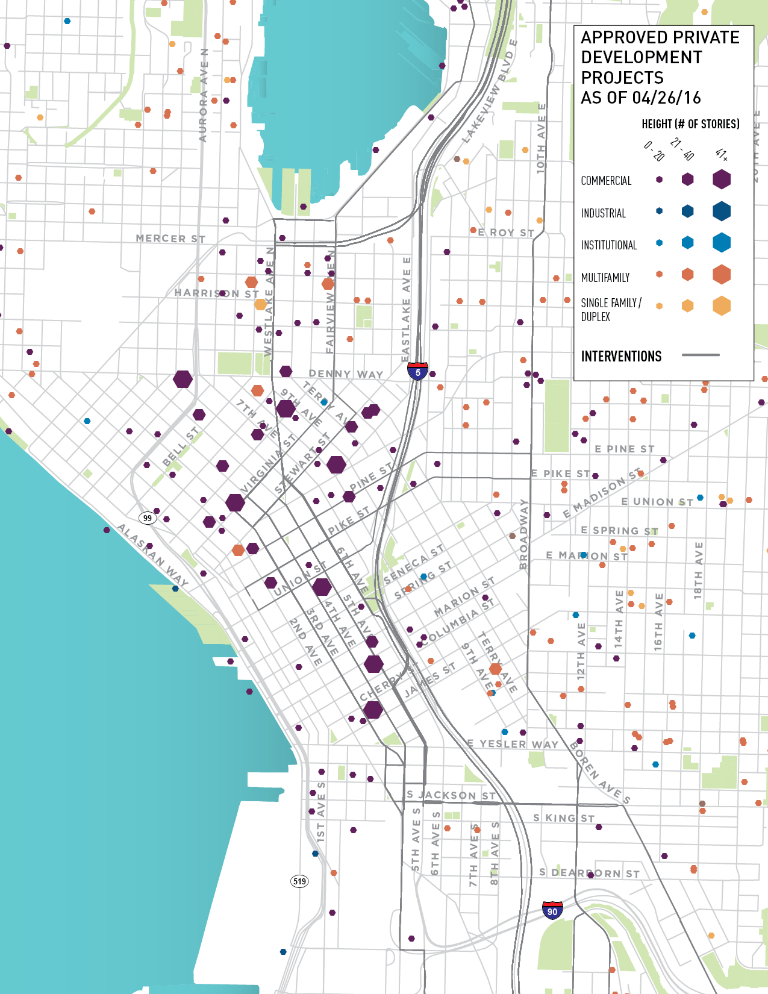 APPROVED PRIVATE
DEVELOPMENT
PROJECTS
AS OF 04/26/16
HEIGHT (# OF STORIES)
0 - 20
21 - 40
41+
COMMERCIAL
INDUSTRIAL
INSTITUTIONAL
MULTIFAMILY
SINGLE FAMILY /
DUPLEX
INTERVENTIONS
AURORA AVE N
LAKEVIEW BLVD E
10TH AVE E
MERCER ST
E ROY ST
WESTLAKE AVE N
FAIRVIEW
N
EASTLAKE AVE E
HARRISON ST
DENNY WAY
5
TERRY AV
9TH AVE
7TH AVE
BELL ST
VIRGINIA ST
STEWART ST
E PINE ST
PINE ST
E PIKE ST
E MADISON ST
PIKE ST
E UNION ST
99
BROADWAY
E SPRING ST
ALASKAN WAY
6TH AVE
SENECA ST
E MARION ST
SPRING ST
UNION ST
18TH AVE
MARION ST
5TH AVE
4TH AVE
3RD AVE
2ND AVE
COLUMBIA ST
14TH AVE
16TH AVE
12TH AVE
TERRY AVE
9TH AVE
CHERRY ST
JAMES ST
E YESLER WAY
BOREN AVE S
S JACKSON ST
1ST AVE S
S KING ST
5TH AVE S
6TH AVE S
7TH AVE S
8TH AVE S
519
S DEARBORN ST
90